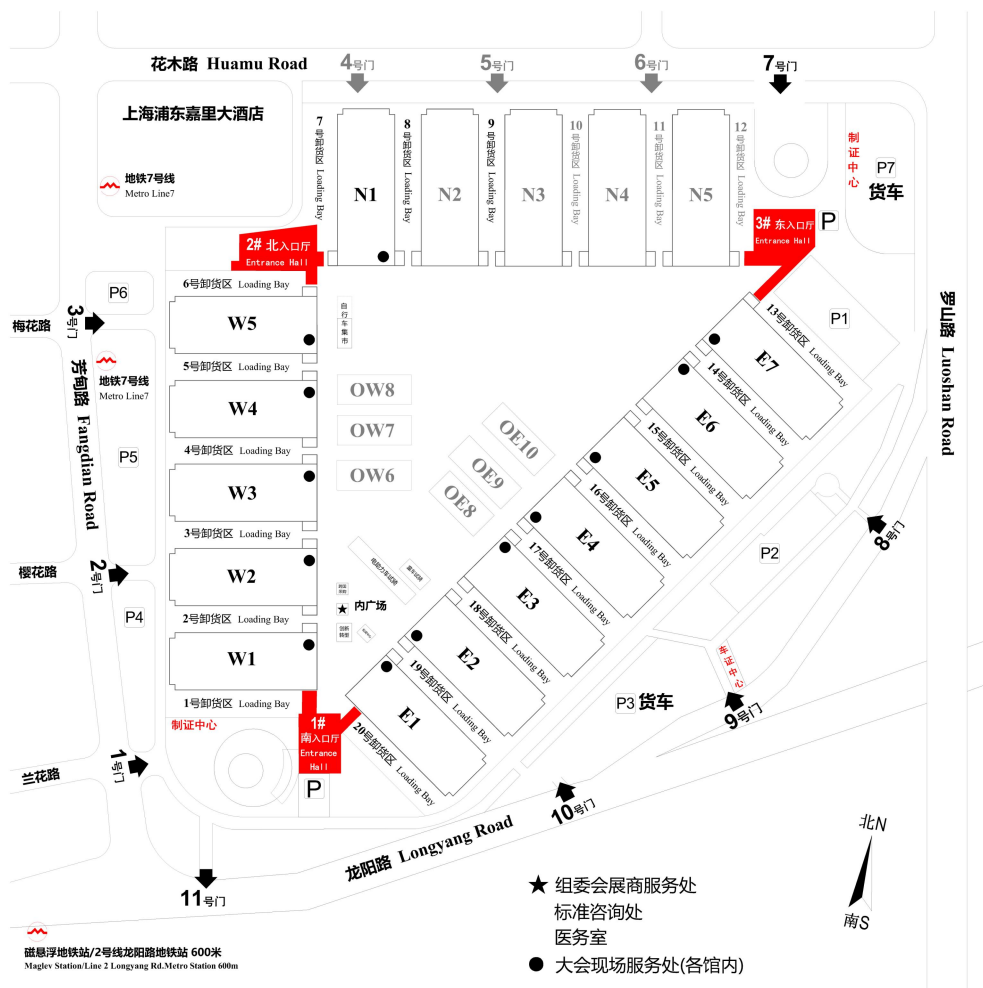 花木路 Huamu Road
4号门
5号门
6号门
7号门
上海浦东嘉里大酒店
地铁7号线
Metro Line7
7号卸货区 Loading Bay
N1
8号卸货区 Loading Bay
N2
9号卸货区 Loading Bay
N3
10号卸货区 Loading Bay
N4
11号卸货区 Loading Bay
N5
12号卸货区 Loading Bay
制证中心
P7
货车
2# 北入口厅
Entrance Hall
3# 东入口厅
Entrance Hall
P
6号卸货区 Loading Bay
P6
3号门
梅花路
W5
自行车集市
13号卸货区 Loading Bay
P1
罗山路 Luoshan Road
E7
地铁7号线
Metro Line7
芳甸路 Fangdian Road
5号卸货区 Loading Bay
14号卸货区 Loading Bay
W4
OW8
E6
OW7
OE10
15号卸货区 Loading Bay
P5
4号卸货区 Loading Bay
W3
OW6
OE9
E5
OE8
16号卸货区 Loading Bay
3号卸货区 Loading Bay
E4
8号门
17号卸货区 Loading Bay
P2
樱花路
2号门
W2
电动力车试骑
童车试骑
E3
18号卸货区 Loading Bay
P4
2号卸货区 Loading Bay
内广场
E2
W1
19号卸货区 Loading Bay
制证中心
1号卸货区 Loading Bay
P3 货车
9号门
E1
制证中心
1#
南入口厅
Entrance
Hall
20号卸货区 Loading Bay
P
兰花路
1号门
10号门
龙阳路 Longyang Road
11号门
北N
南S
组委会展商服务处
标准咨询处
医务室
大会现场服务处(各馆内)
磁悬浮地铁站/2号线龙阳路地铁站 600米
Maglev Station/Line 2 Longyang Rd.Metro Station 600m